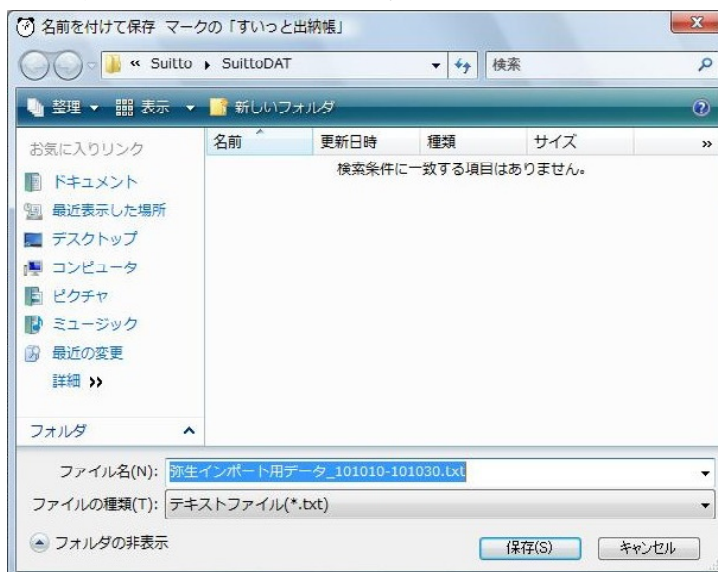 名前を付けて保存 マークの「すいっと出納帳」
« Suitto ▸ SuittoDAT
検索
整理 ▼ 表示 ▼ 新しいフォルダ
お気に入りリンク
ドキュメント
最近表示した場所
デスクトップ
コンピュータ
ピクチャ
ミュージック
最近の変更
詳細 »
フォルダ
名前 更新日時 種類 サイズ »
検索条件に一致する項目はありません。
ファイル名(N): 弥生インポート用データ_101010-101030.txt
ファイルの種類(T): テキストファイル(*.txt)
フォルダの非表示
保存(S) キャンセル